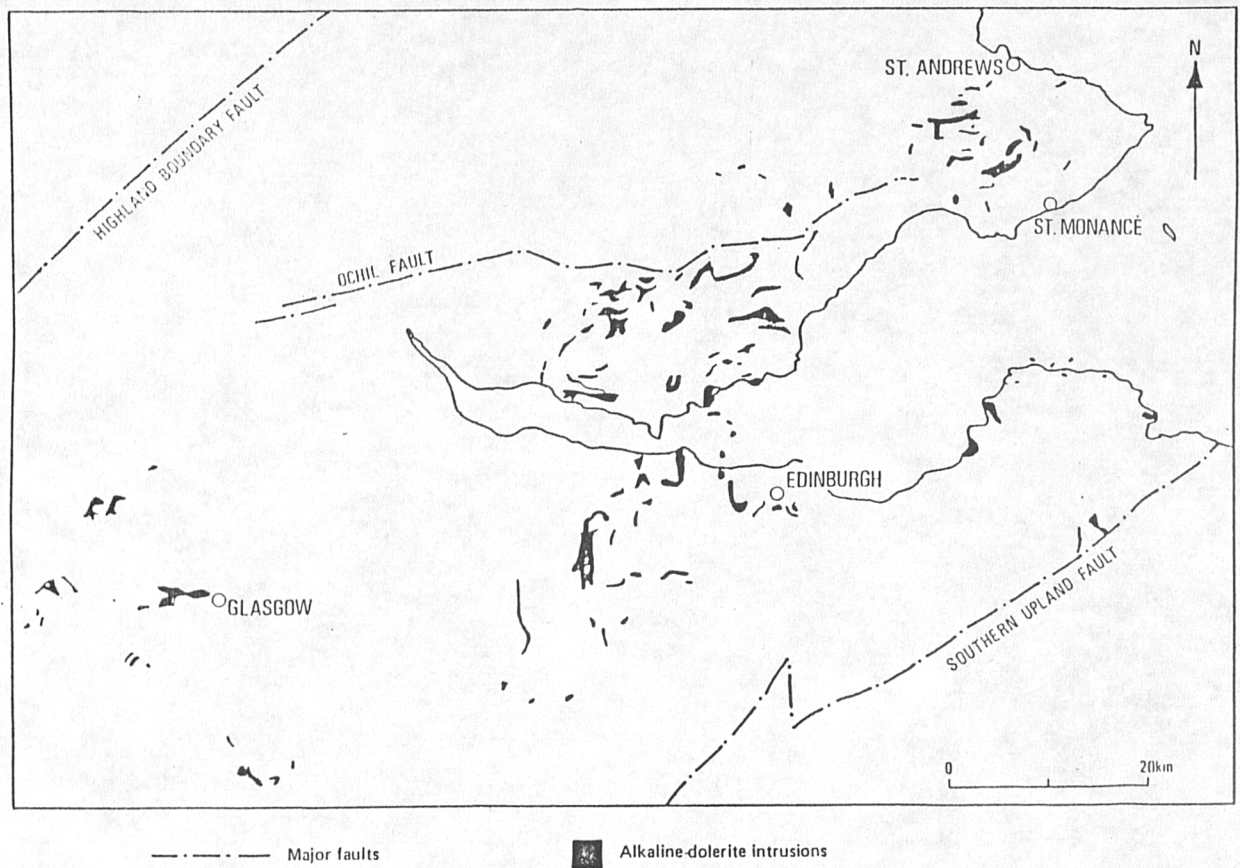 N
ST. ANDREWS
HIGHLAND BOUNDARY FAULT
ST. MONANCE
OCHIL FAULT
EDINBURGH
GLASGOW
SOUTHERN UPLAND FAULT
0 20km
Major faults
Alkaline-dolerite intrusions